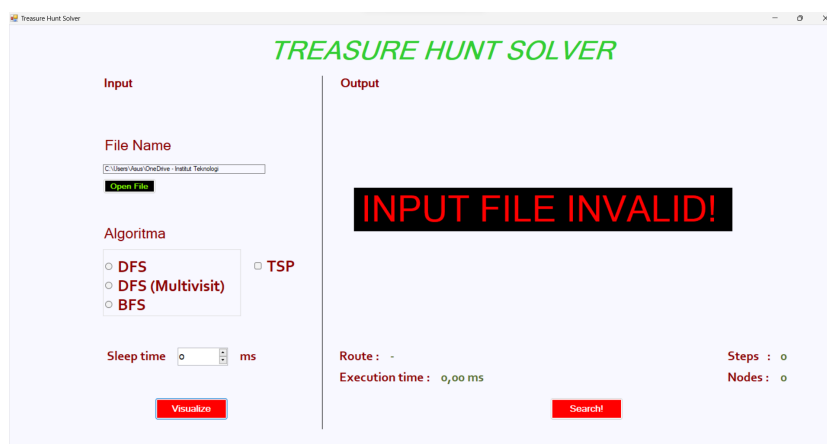 Treasure Hunt Solver
TREASURE HUNT SOLVER
Input
Output
File Name
C:\Users\Asus\OneDrive - Institut Teknologi
Open File
INPUT FILE INVALID!
Algoritma
DFS
TSP
DFS (Multivisit)
BFS
Sleep time 0 ms
Route : -
Steps : 0
Execution time : 0,00 ms
Nodes : 0
Visualize
Search!